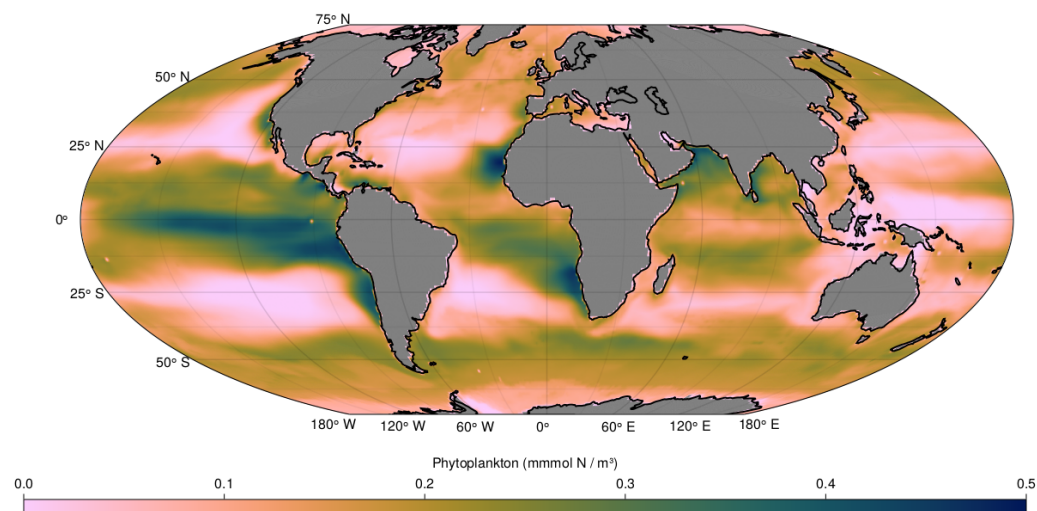 75° N
50° N
25° N
0°
25° S
50° S
180° W 120° W 60° W 0° 60° E 120° E 180° E
Phytoplankton (mmmol N / m³)
0.0 0.1 0.2 0.3 0.4 0.5